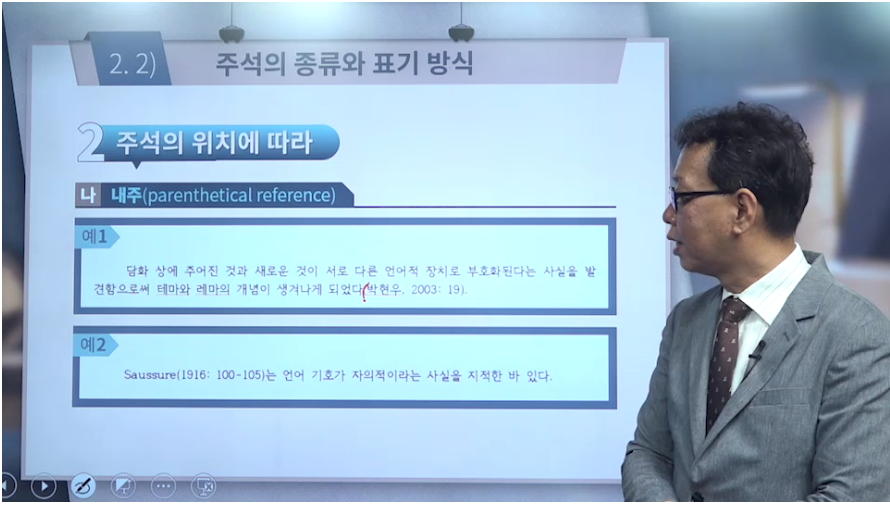 2. 2) 주석의 종류와 표기 방식
2 주석의 위치에 따라
나 내주(parenthetical reference)
예1
담화 상에 주어진 것과 새로운 것이 서로 다른 언어적 장치로 부호화된다는 사실을 발
견함으로써 테마와 레마의 개념이 생겨나게 되었다(박현우, 2003: 19).
예2
Saussure(1916: 100-105)는 언어 기호가 자의적이라는 사실을 지적한 바 있다.